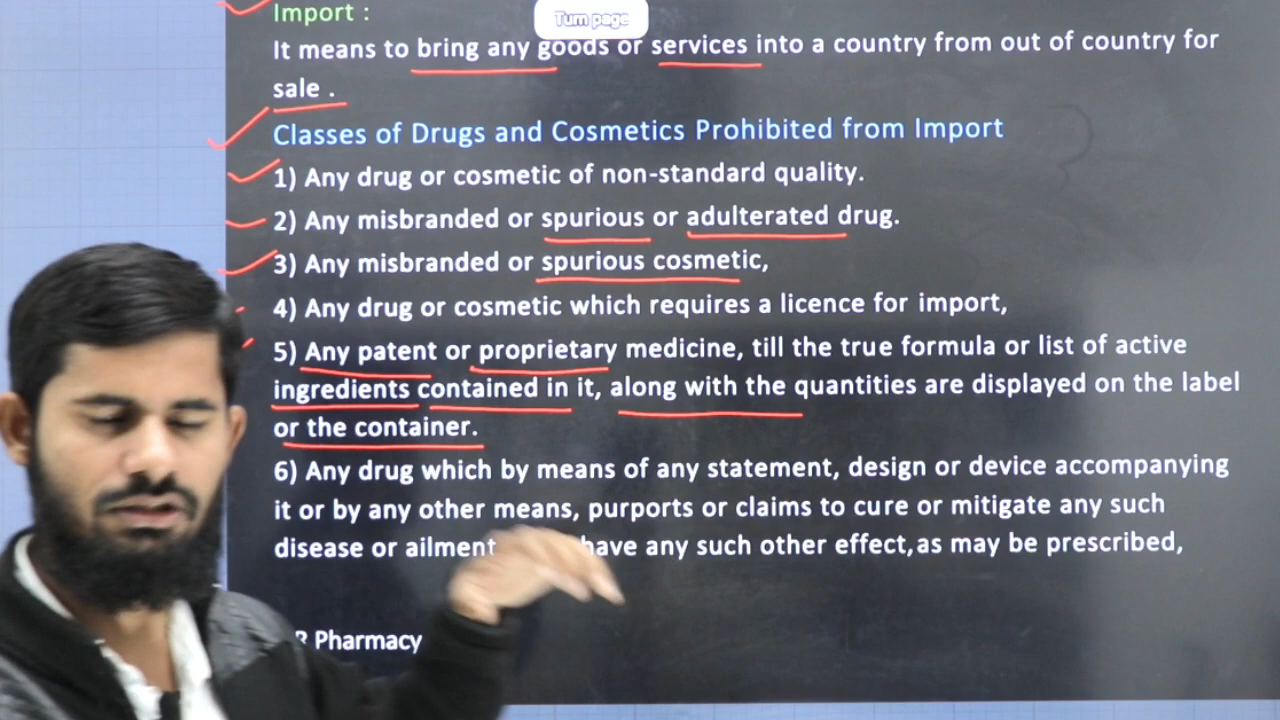 Import :
Turn page
It means to bring any goods or services into a country from out of country for
sale .
Classes of Drugs and Cosmetics Prohibited from Import
1) Any drug or cosmetic of non-standard quality.
2) Any misbranded or spurious or adulterated drug.
3) Any misbranded or spurious cosmetic,
4) Any drug or cosmetic which requires a licence for import,
5) Any patent or proprietary medicine, till the true formula or list of active
ingredients contained in it, along with the quantities are displayed on the label
or the container.
6) Any drug which by means of any statement, design or device accompanying
it or by any other means, purports or claims to cure or mitigate any such
disease or ailment have any such other effect,as may be prescribed,
Pharmacy